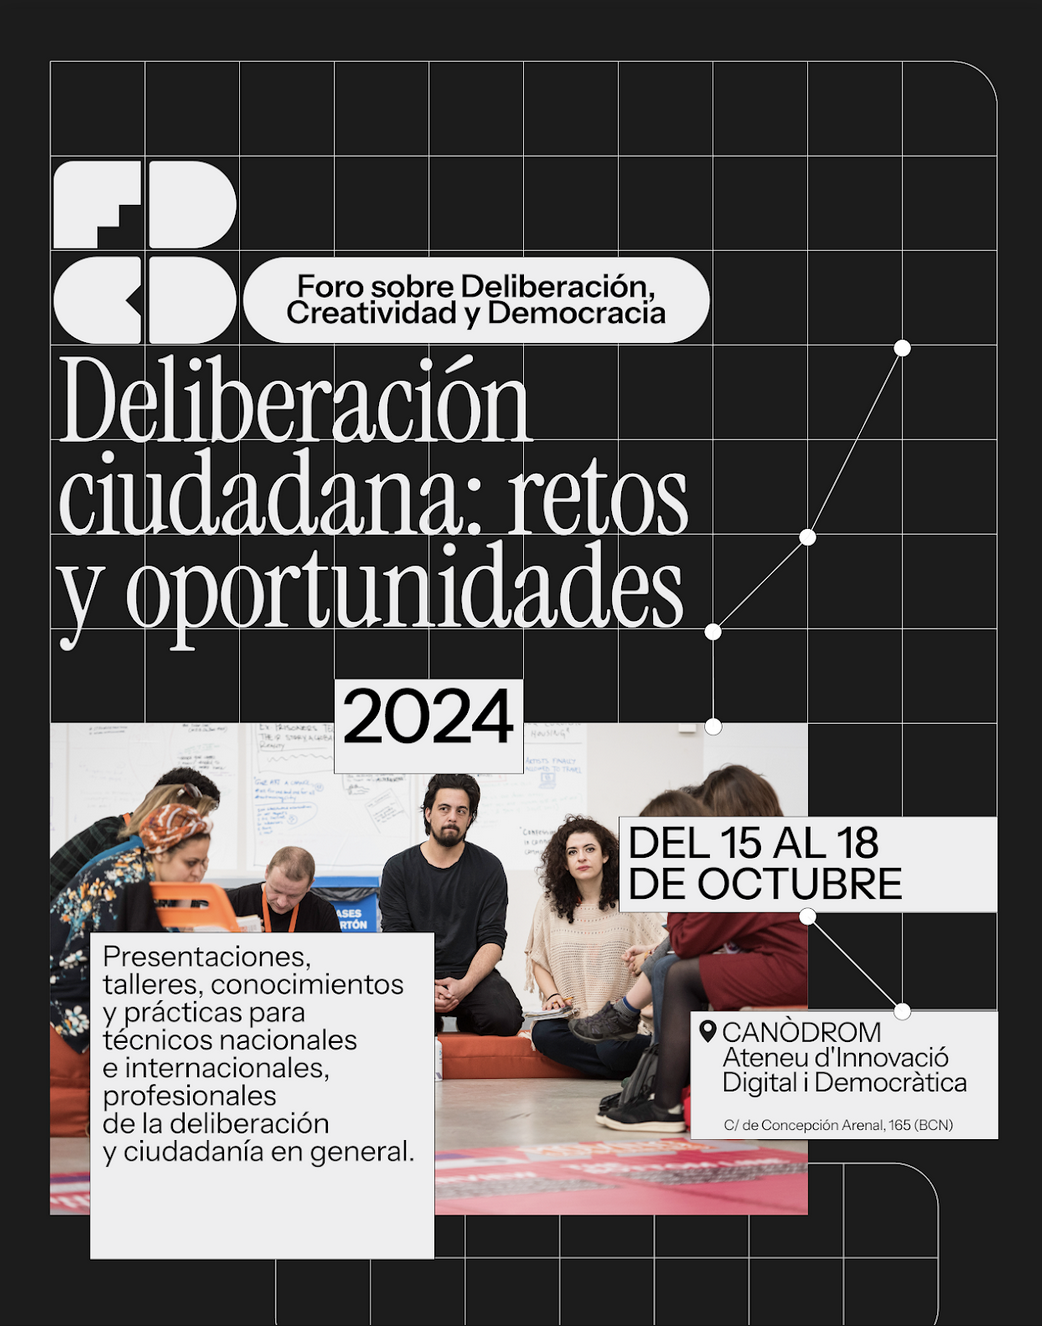 FD
CD
Foro sobre Deliberación,
Creatividad y Democracia
Deliberación
ciudadana: retos
y oportunidades
2024
DEL 15 AL 18
DE OCTUBRE
Presentaciones,
talleres, conocimientos
y prácticas para
técnicos nacionales
e internacionales,
profesionales
de la deliberación
y ciudadanía en general.
CANÒDROM
Ateneu d'Innovació
Digital i Democràtica
C/ de Concepción Arenal, 165 (BCN)